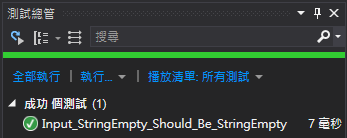 測試總管
搜尋
全部執行 | 執行... | 播放清單: 所有測試
成功 個測試 (1)
Input_StringEmpty_Should_Be_StringEmpty 7 毫秒